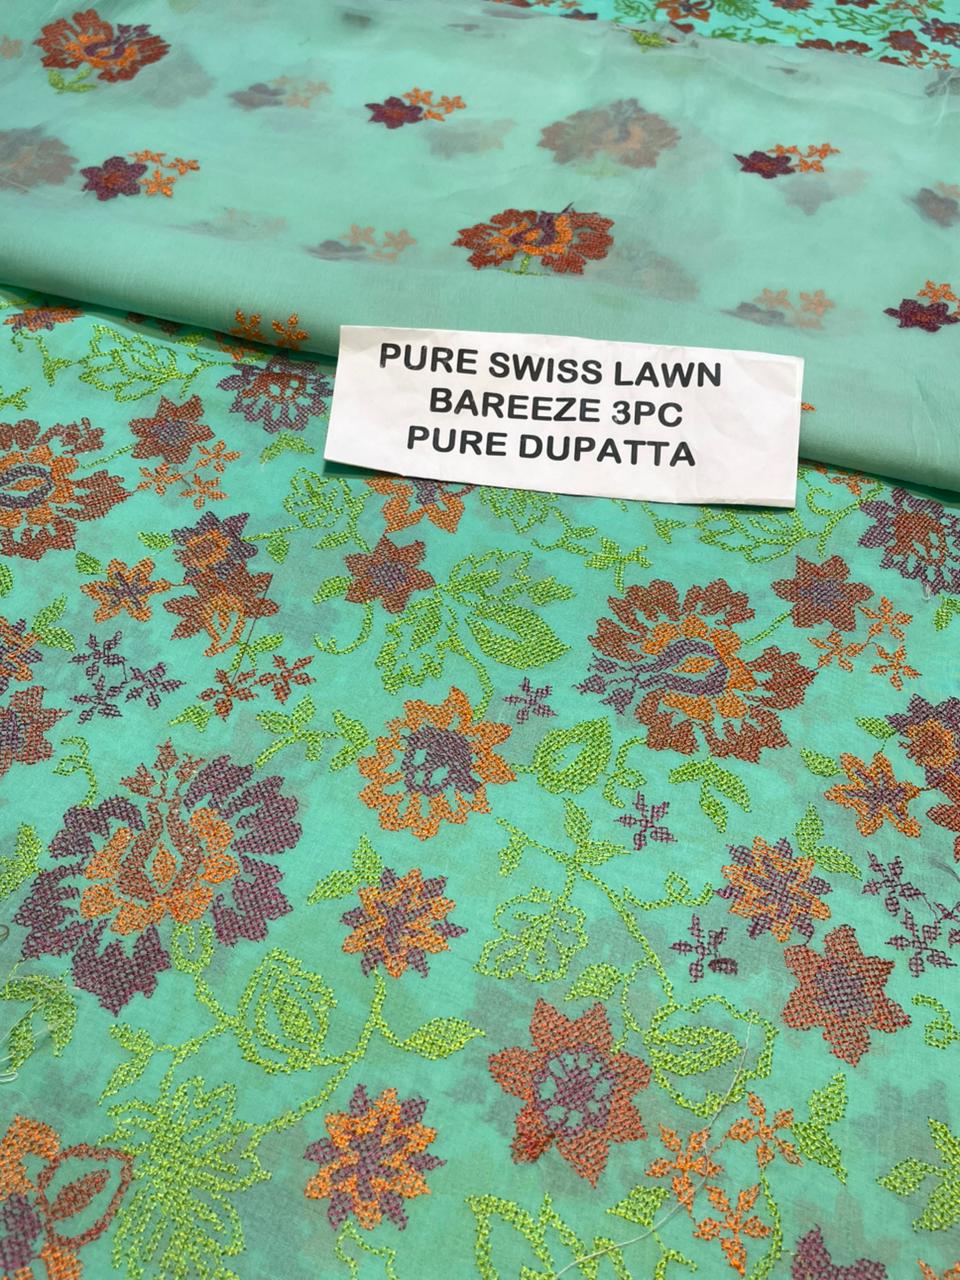 PURE SWISS LAWN
BAREEZE 3PC
PURE DUPATTA